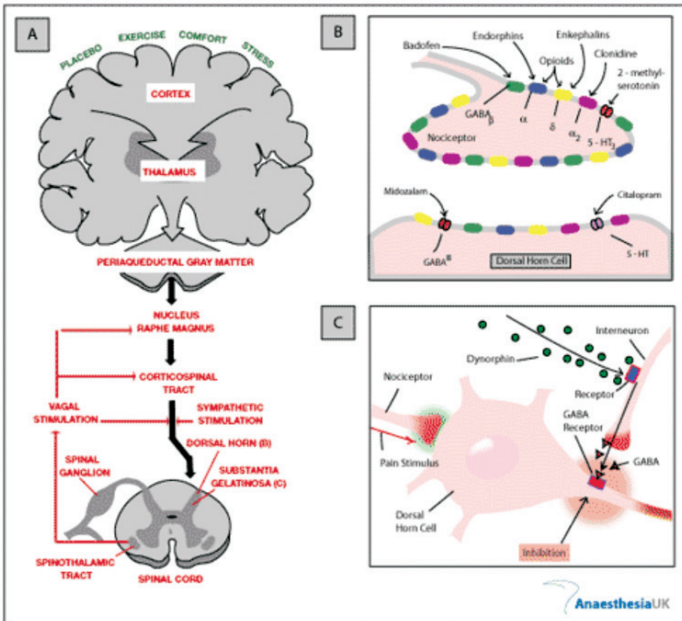 A
PLACEBO
EXERCISE
COMFORT
STRESS
CORTEX
THALAMUS
PERIAQUEDUCTAL GRAY MATTER
NUCLEUS
RAPHE MAGNUS
CORTICOSPINAL
TRACT
VAGAL
STIMULATION
SYMPATHETIC
STIMULATION
DORSAL HORN (B)
SPINAL
GANGLION
SUBSTANTIA
GELATINOSA (C)
SPINOTHALAMIC
TRACT
SPINAL CORD
B
Badofen
Endorphins
Enkephalins
Opioids
Clonidine
2 - methyl-
serotonin
GABA β
α
δ
α2
5 - HT3
Nociceptor
Midozalam
Citalopram
GABA B
Dorsal Horn Cell
5 - HT
C
Interneuron
Dynorphin
Nociceptor
Receptor
GABA
Receptor
Pain Stimulus
GABA
Dorsal
Horn Cell
Inhibition
AnaesthesiaUK